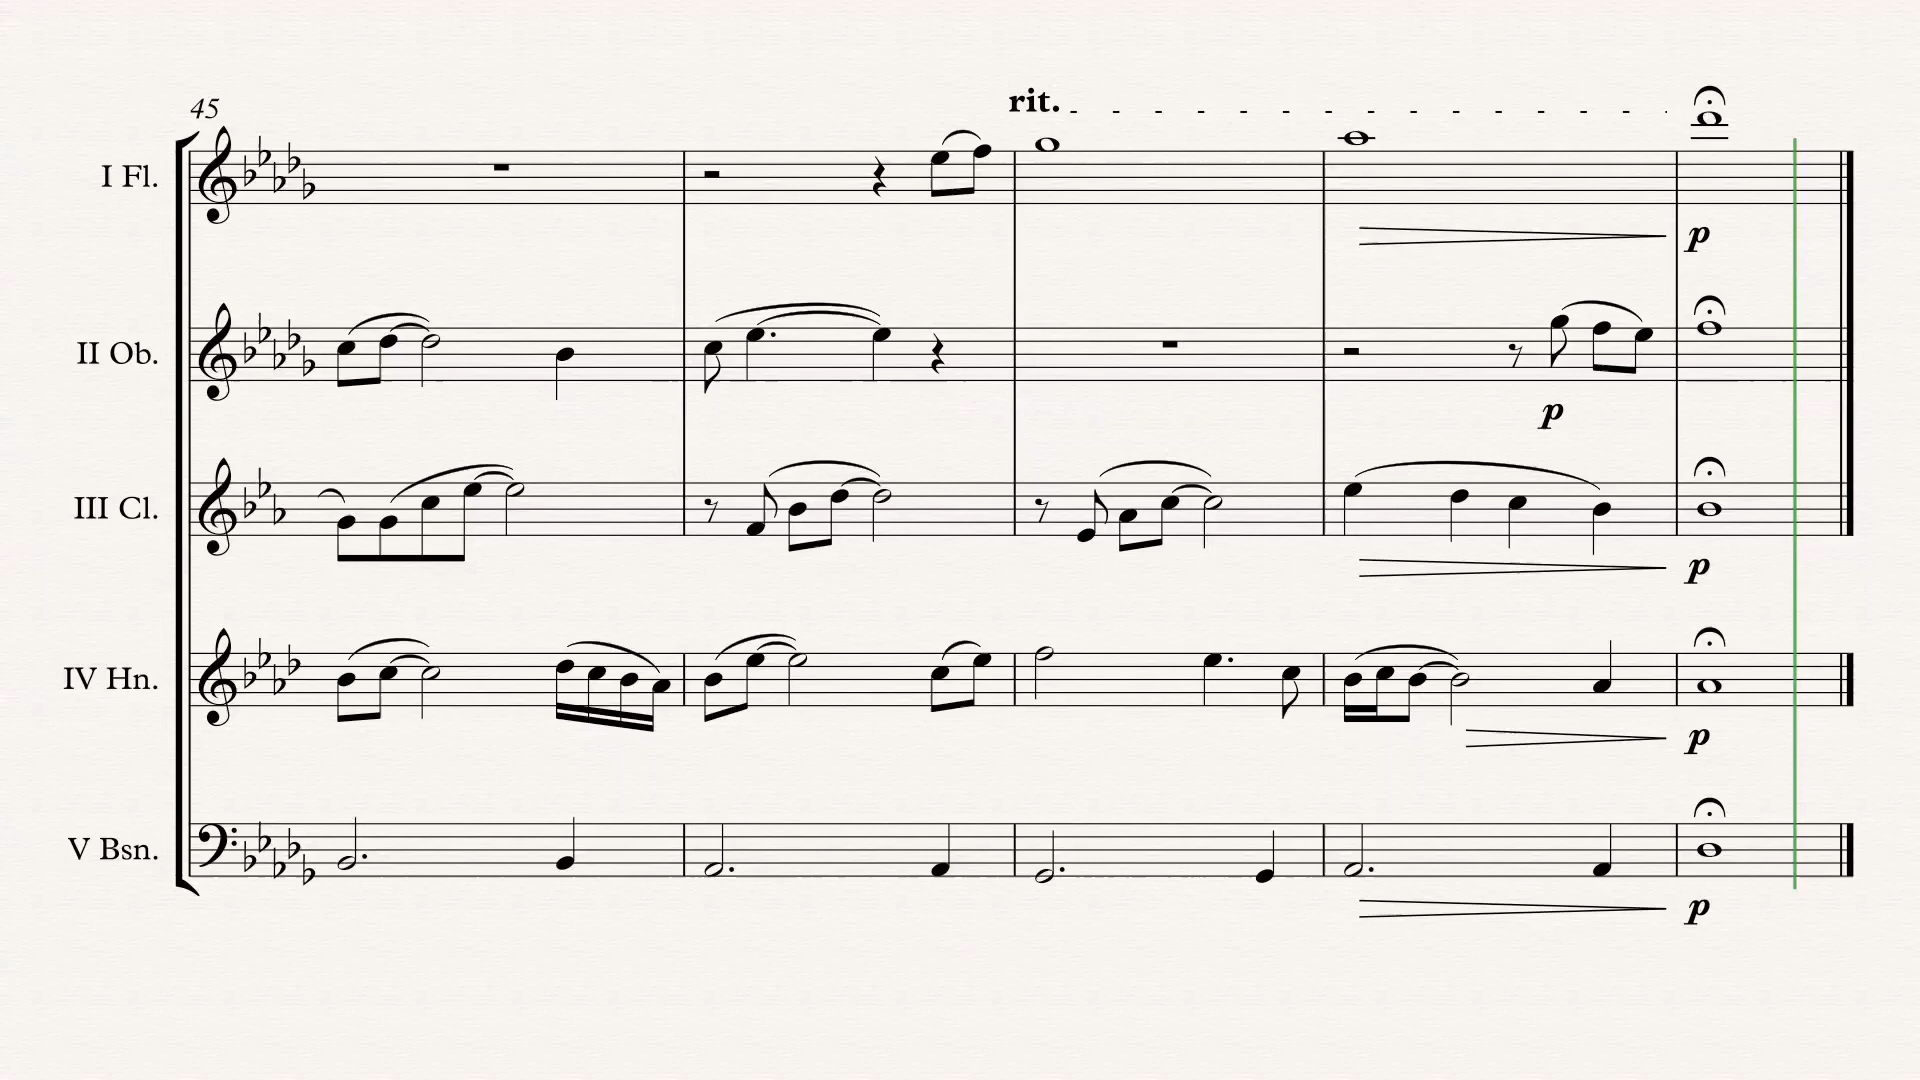 45
rit.
I Fl.
p
II Ob.
p
III Cl.
p
IV Hn.
p
V Bsn.
p